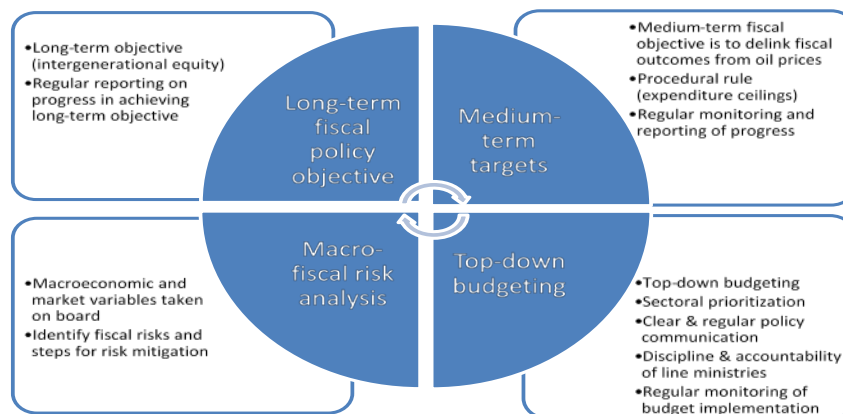 •Long-term objective
(intergenerational equity)
•Regular reporting on
progress in achieving
long-term objective
Long-term
fiscal
policy
objective
Medium-
term
targets
•Medium-term fiscal
objective is to delink fiscal
outcomes from oil prices
•Procedural rule
(expenditure ceilings)
•Regular monitoring and
reporting of progress
•Macroeconomic and
market variables taken
on board
•Identify fiscal risks and
steps for risk mitigation
Macro-
fiscal risk
analysis
Top-down
budgeting
•Top-down budgeting
•Sectoral prioritization
•Clear & regular policy
communication
•Discipline & accountability
of line ministries
•Regular monitoring of
budget implementation